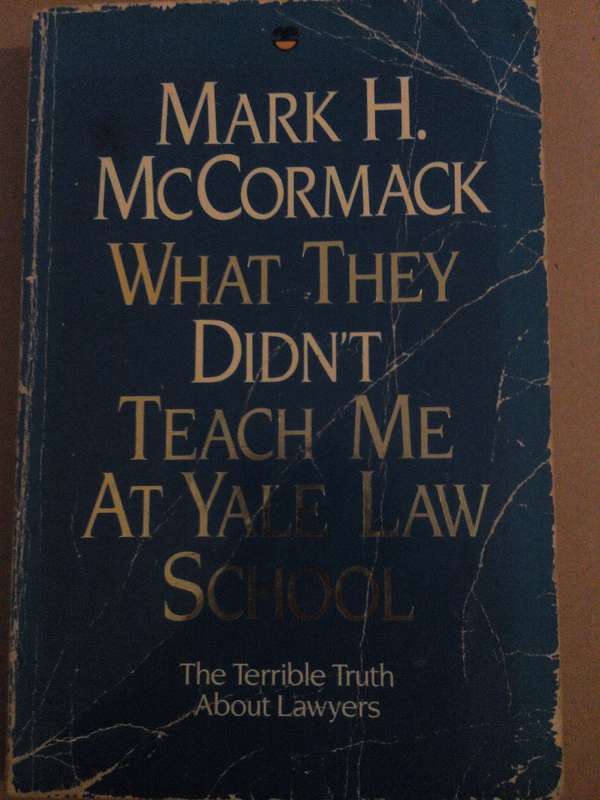 MARK H.
MCCORMACK
WHAT THEY
DIDN'T
TEACH ME
AT YALE LAW
SCHOOL
The Terrible Truth
About Lawyers